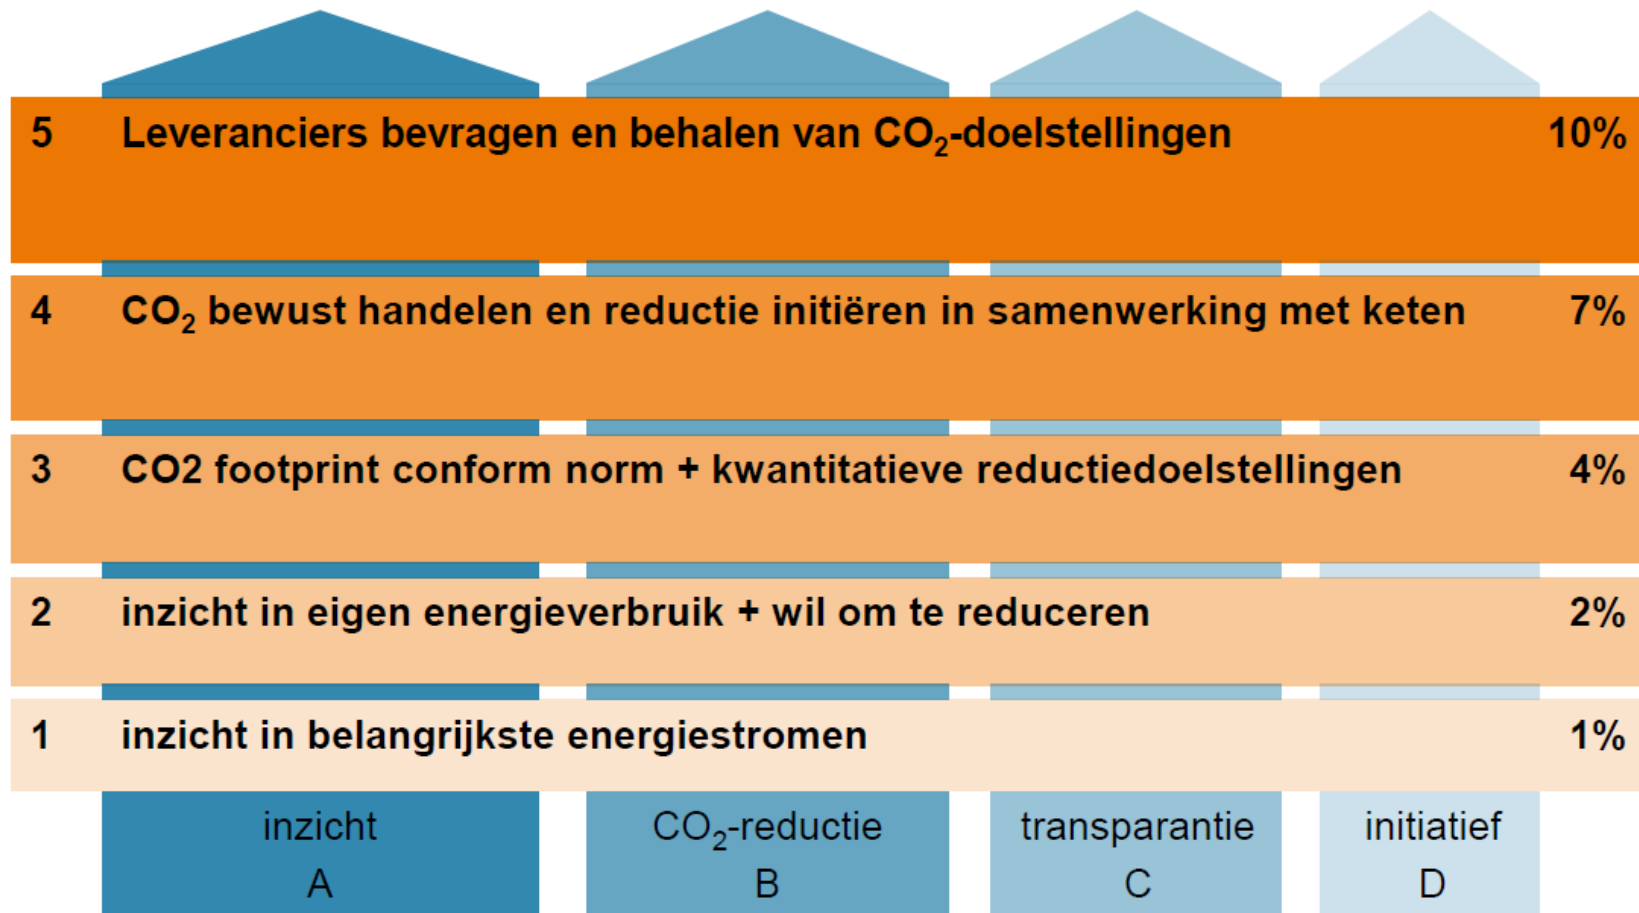 5 Leveranciers bevragen en behalen van CO₂-doelstellingen 10%
4 CO₂ bewust handelen en reductie initiëren in samenwerking met keten 7%
3 CO2 footprint conform norm + kwantitatieve reductiedoelstellingen 4%
2 inzicht in eigen energieverbruik + wil om te reduceren 2%
1 inzicht in belangrijkste energiestromen 1%
inzicht CO₂-reductie transparantie initiatief
A B C D